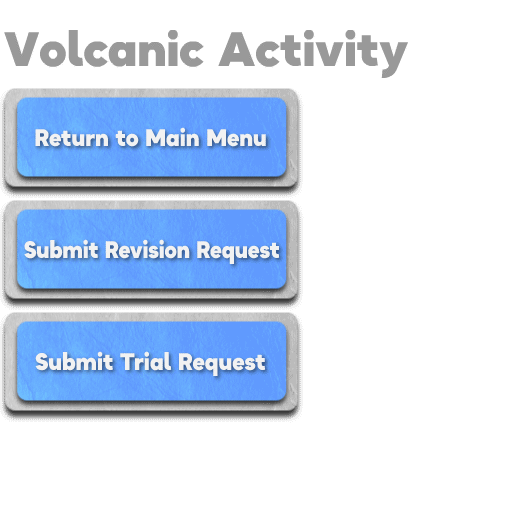 Volcanic Activity
Return to Main Menu
Submit Revision Request
Submit Trial Request